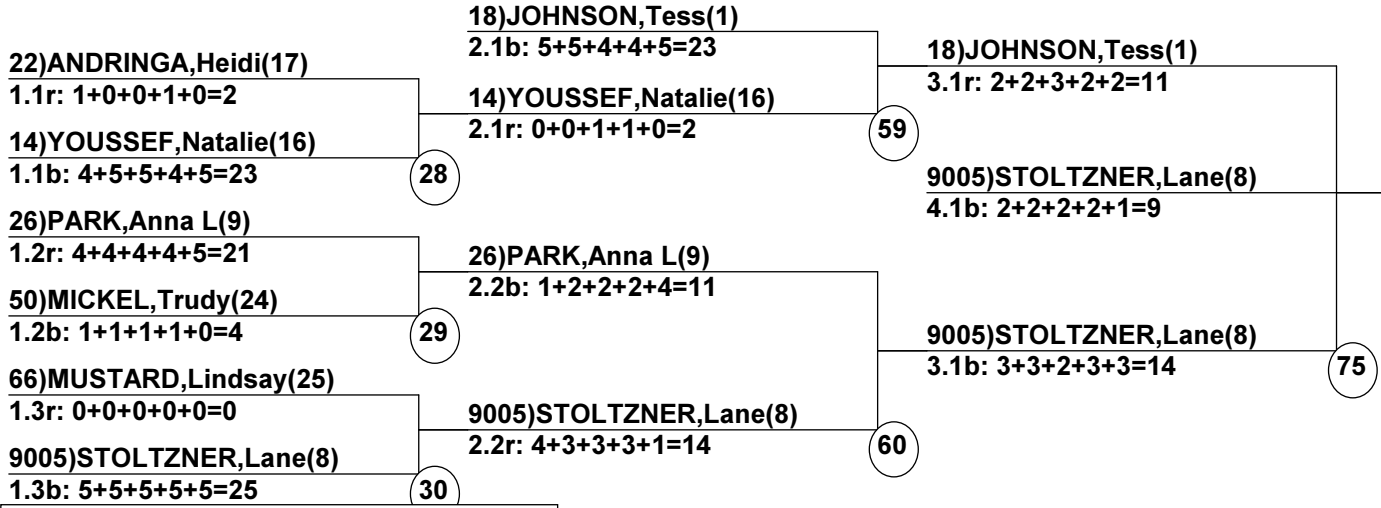 22)ANDRINGA,Heidi(17)
1.1r: 1+0+0+1+0=2
14)YOUSSEF,Natalie(16)
1.1b: 4+5+5+4+5=23
28
26)PARK,Anna L(9)
1.2r: 4+4+4+4+5=21
50)MICKEL,Trudy(24)
1.2b: 1+1+1+1+0=4
29
66)MUSTARD,Lindsay(25)
1.3r: 0+0+0+0+0=0
9005)STOLTZNER,Lane(8)
1.3b: 5+5+5+5+5=25
30
18)JOHNSON,Tess(1)
2.1b: 5+5+4+4+5=23
14)YOUSSEF,Natalie(16)
2.1r: 0+0+1+1+0=2
59
26)PARK,Anna L(9)
2.2b: 1+2+2+2+4=11
9005)STOLTZNER,Lane(8)
2.2r: 4+3+3+3+1=14
60
18)JOHNSON,Tess(1)
3.1r: 2+2+3+2+2=11
9005)STOLTZNER,Lane(8)
4.1b: 2+2+2+2+1=9
9005)STOLTZNER,Lane(8)
3.1b: 3+3+2+3+3=14
75